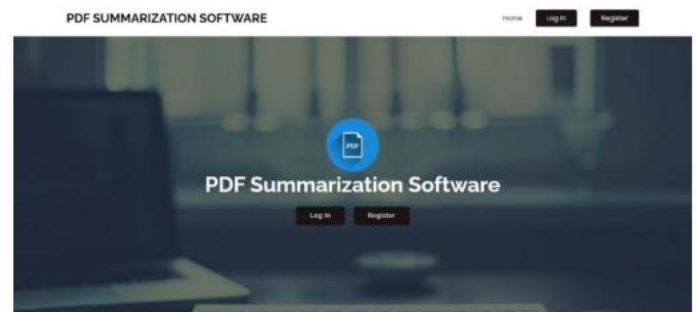 PDF SUMMARIZATION SOFTWARE
Home Log In Register
PDF
PDF Summarization Software
Log In Register